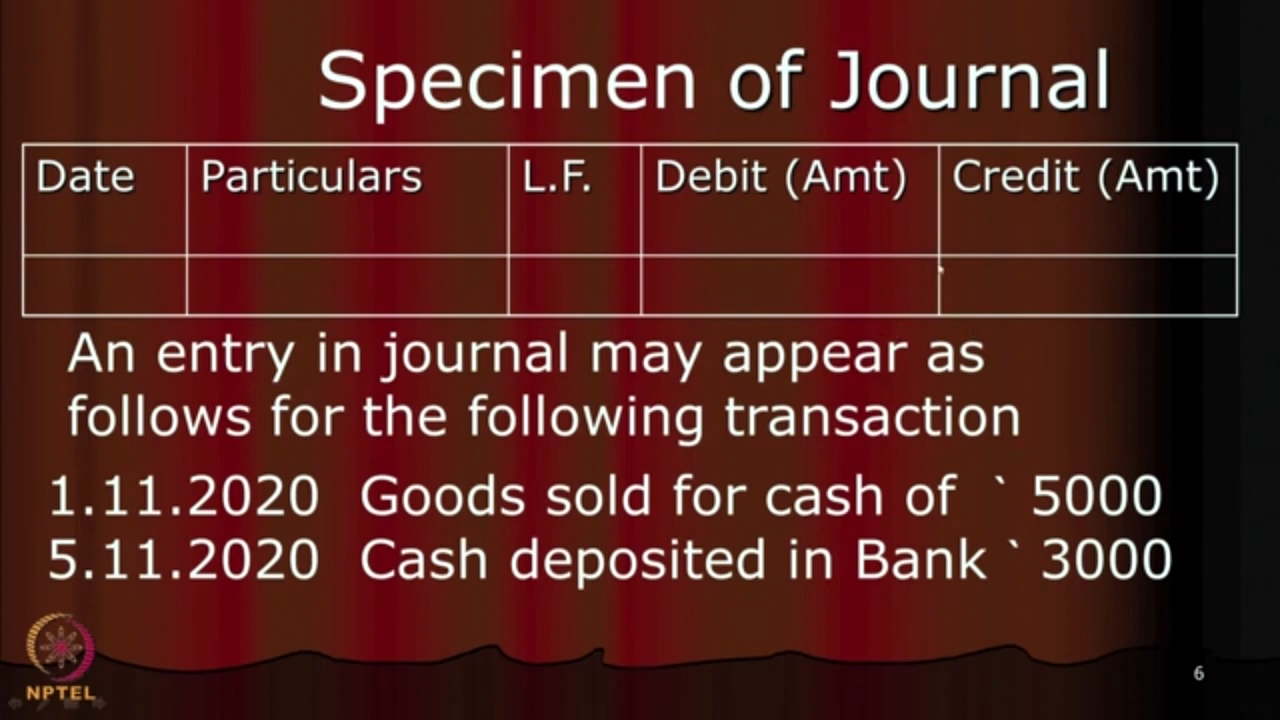 Specimen of Journal
Date Particulars L.F. Debit (Amt) Credit (Amt)
An entry in journal may appear as
follows for the following transaction
1.11.2020 Goods sold for cash of ` 5000
5.11.2020 Cash deposited in Bank ` 3000
NPTEL
6